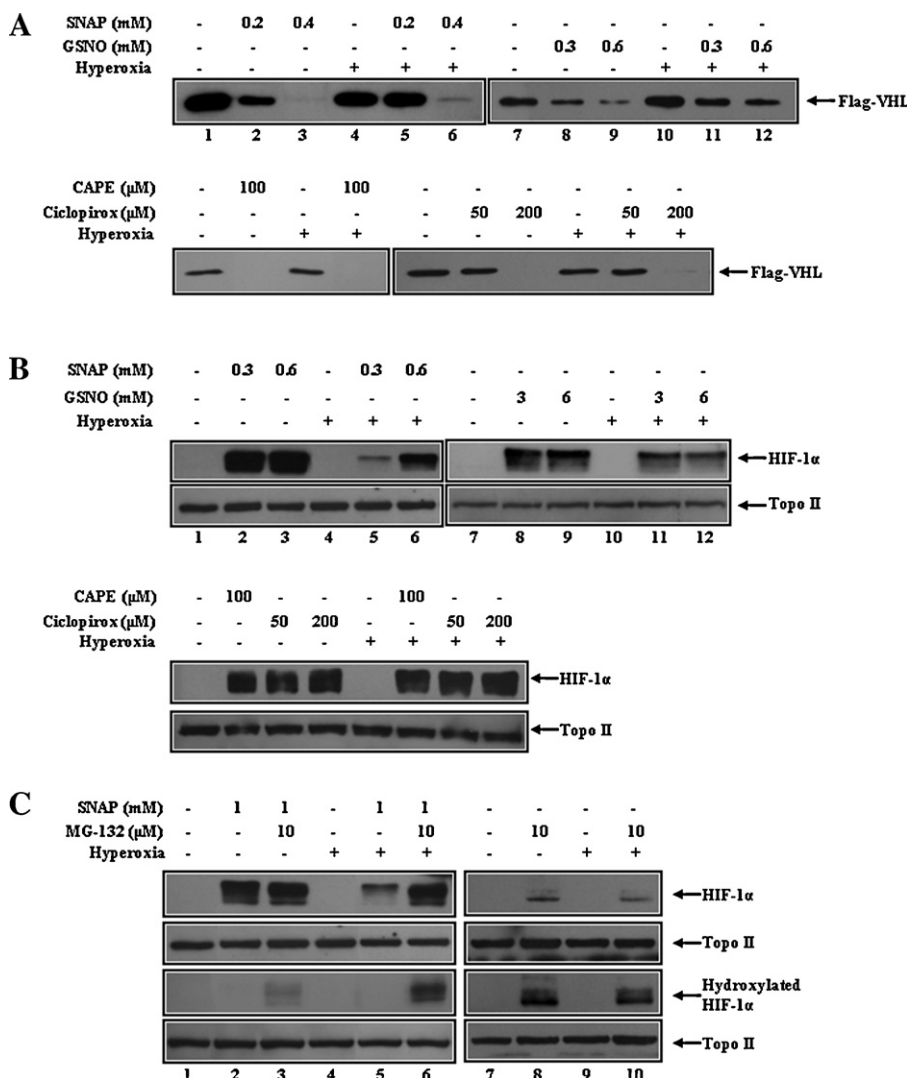 A
SNAP (mM) - 0.2 0.4 - 0.2 0.4 - - - - - -
GSNO (mM) - - - - - - - 0.3 0.6 - 0.3 0.6
Hyperoxia - - - + + + - - - + + +
Flag-VHL
1 2 3 4 5 6 7 8 9 10 11 12
CAPE (μM) - 100 - 100 - - - - - -
Ciclopirox (μM) - - - - - 50 200 - 50 200
Hyperoxia - - + + - - - + + +
Flag-VHL
B
SNAP (mM) - 0.3 0.6 - 0.3 0.6 - - - - - -
GSNO (mM) - - - - - - - 3 6 - 3 6
Hyperoxia - - - + + + - - - + + +
HIF-1α
Topo II
1 2 3 4 5 6 7 8 9 10 11 12
CAPE (μM) - 100 - - - 100 - -
Ciclopirox (μM) - - 50 200 - - 50 200
Hyperoxia - - - - + + + +
HIF-1α
Topo II
C
SNAP (mM) - 1 1 - 1 1 - - - -
MG-132 (μM) - - 10 - - 10 - 10 - 10
Hyperoxia - - - + + + - - + +
HIF-1α
Topo II
Hydroxylated
HIF-1α
Topo II
1 2 3 4 5 6 7 8 9 10